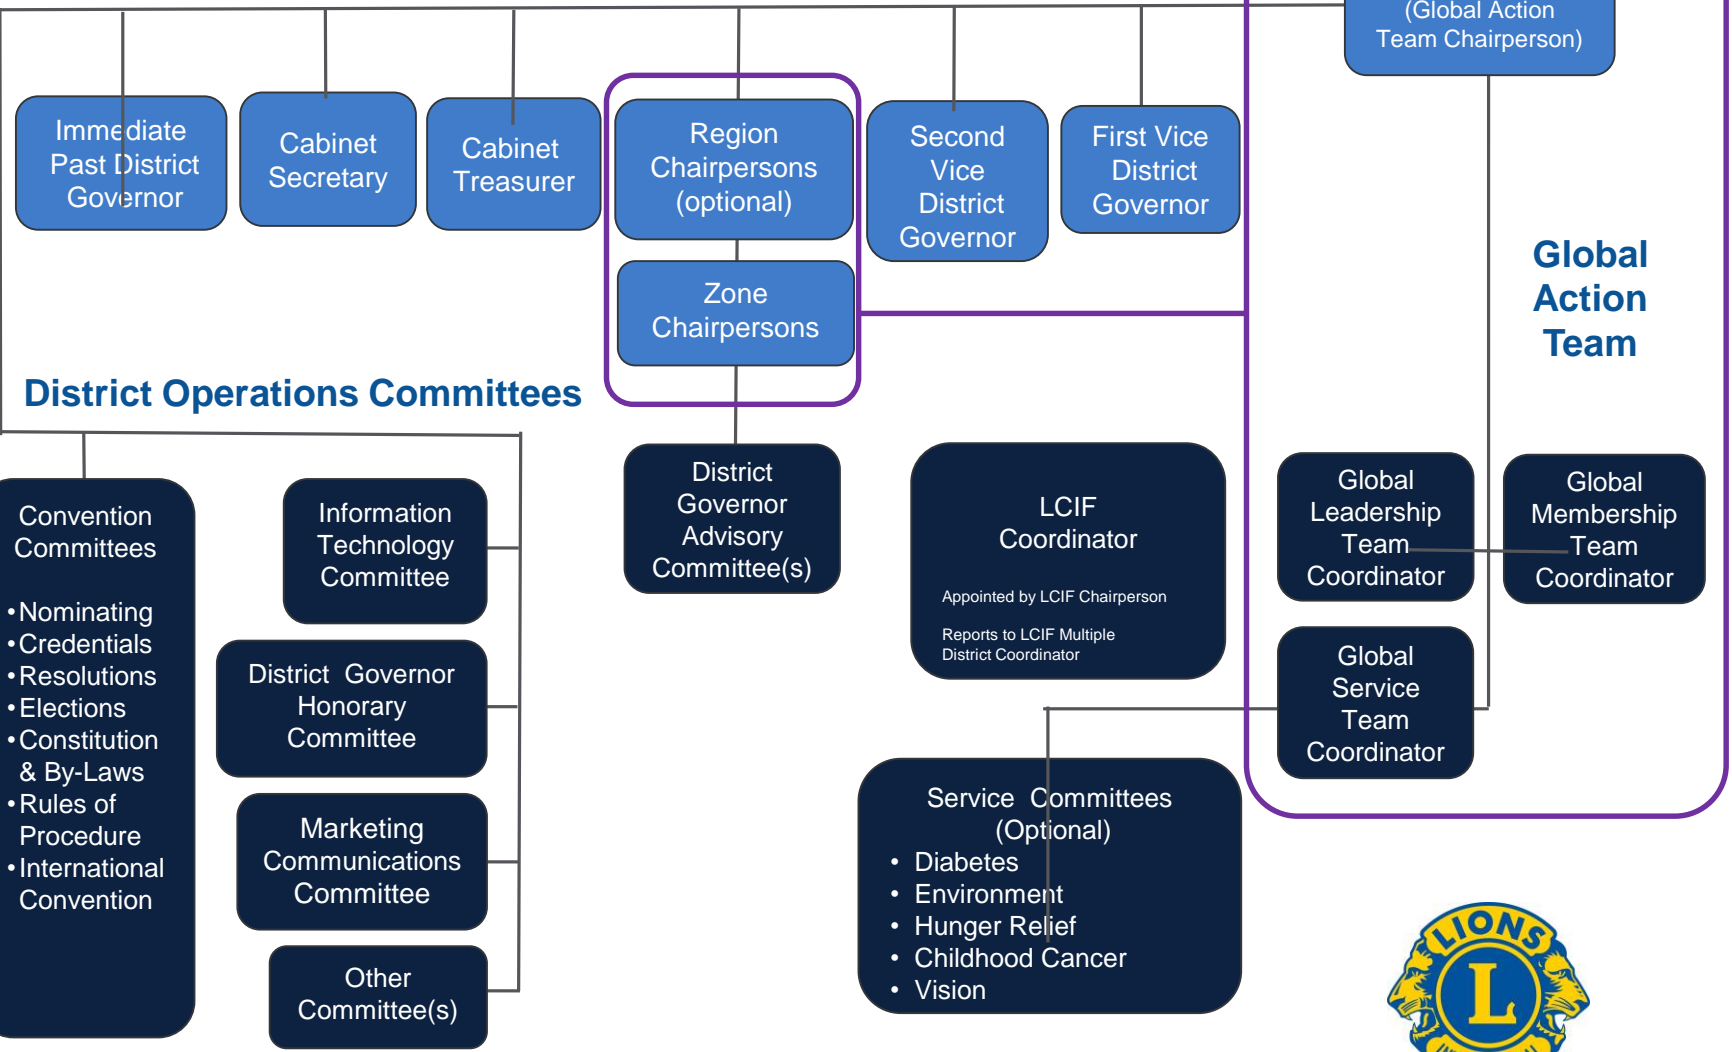 (Global Action
Team Chairperson)
Immediate
Past District
Governor
Cabinet
Secretary
Cabinet
Treasurer
Region
Chairpersons
(optional)
Second
Vice
District
Governor
First Vice
District
Governor
Zone
Chairpersons
Global
Action
Team
District Operations Committees
Convention
Committees
•Nominating
•Credentials
•Resolutions
•Elections
•Constitution
& By-Laws
•Rules of
Procedure
•International
Convention
Information
Technology
Committee
District Governor
Honorary
Committee
Marketing
Communications
Committee
Other
Committee(s)
District
Governor
Advisory
Committee(s)
LCIF
Coordinator
Appointed by LCIF Chairperson
Reports to LCIF Multiple
District Coordinator
Global
Leadership
Team
Coordinator
Global
Membership
Team
Coordinator
Global
Service
Team
Coordinator
Service Committees
(Optional)
• Diabetes
• Environment
• Hunger Relief
• Childhood Cancer
• Vision
LIONS
L